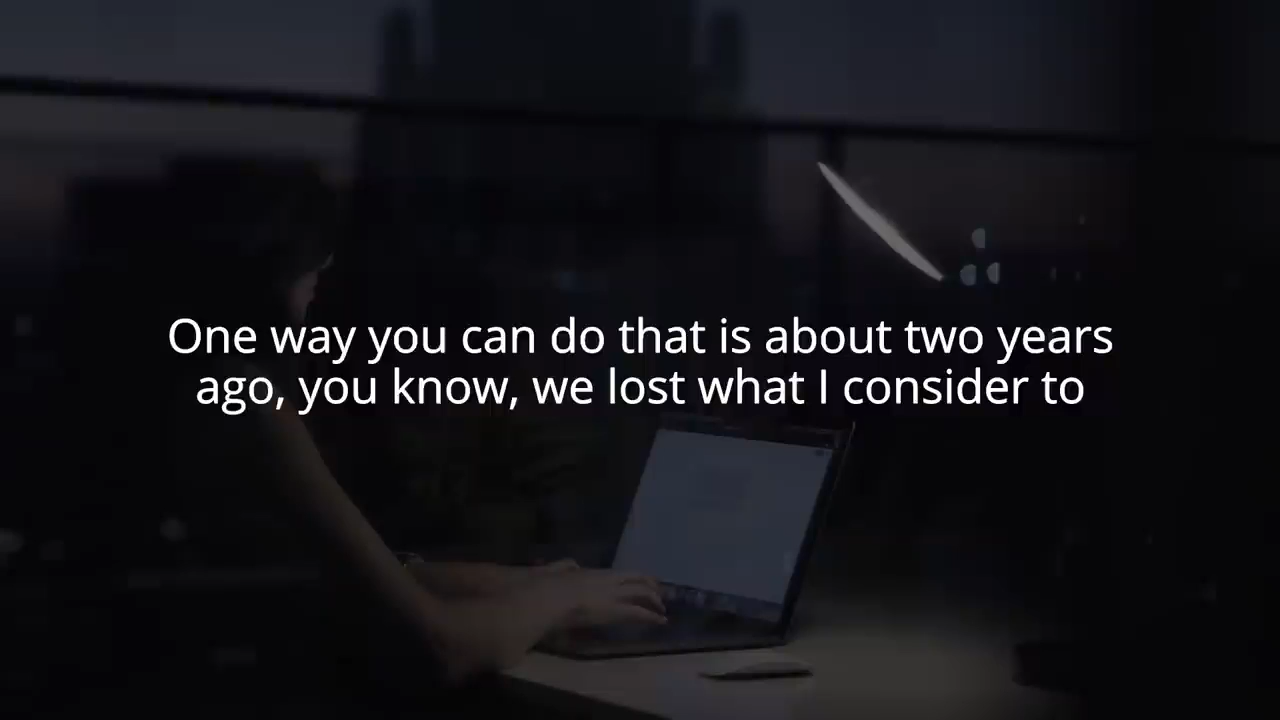 One way you can do that is about two years
ago, you know, we lost what I consider to